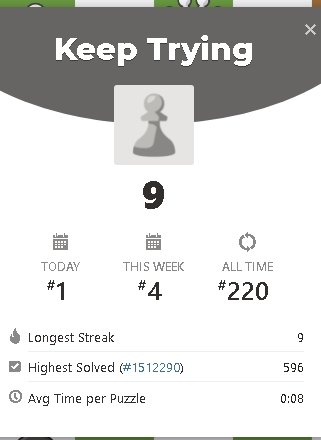 Keep Trying
9
TODAY THIS WEEK ALL TIME
#1 #4 #220
Longest Streak 9
Highest Solved (#1512290) 596
Avg Time per Puzzle 0:08